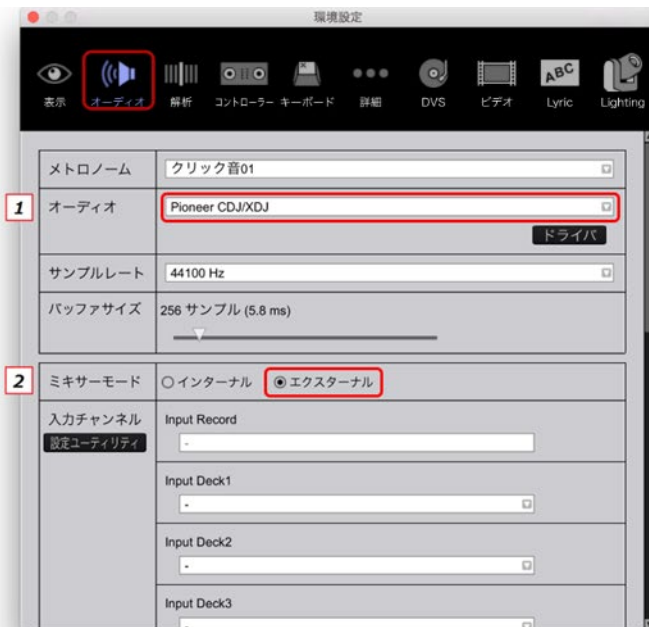 環境設定
表示 オーディオ 解析 コントローラー キーボード 詳細 DVS ビデオ Lyric Lighting
ABC
メトロノーム クリック音01
1 オーディオ Pioneer CDJ/XDJ
ドライバ
サンプルレート 44100 Hz
バッファサイズ 256 サンプル (5.8 ms)
2 ミキサーモード インターナル エクスターナル
入力チャンネル Input Record
設定ユーティリティ -
Input Deck1
-
Input Deck2
-
Input Deck3
-